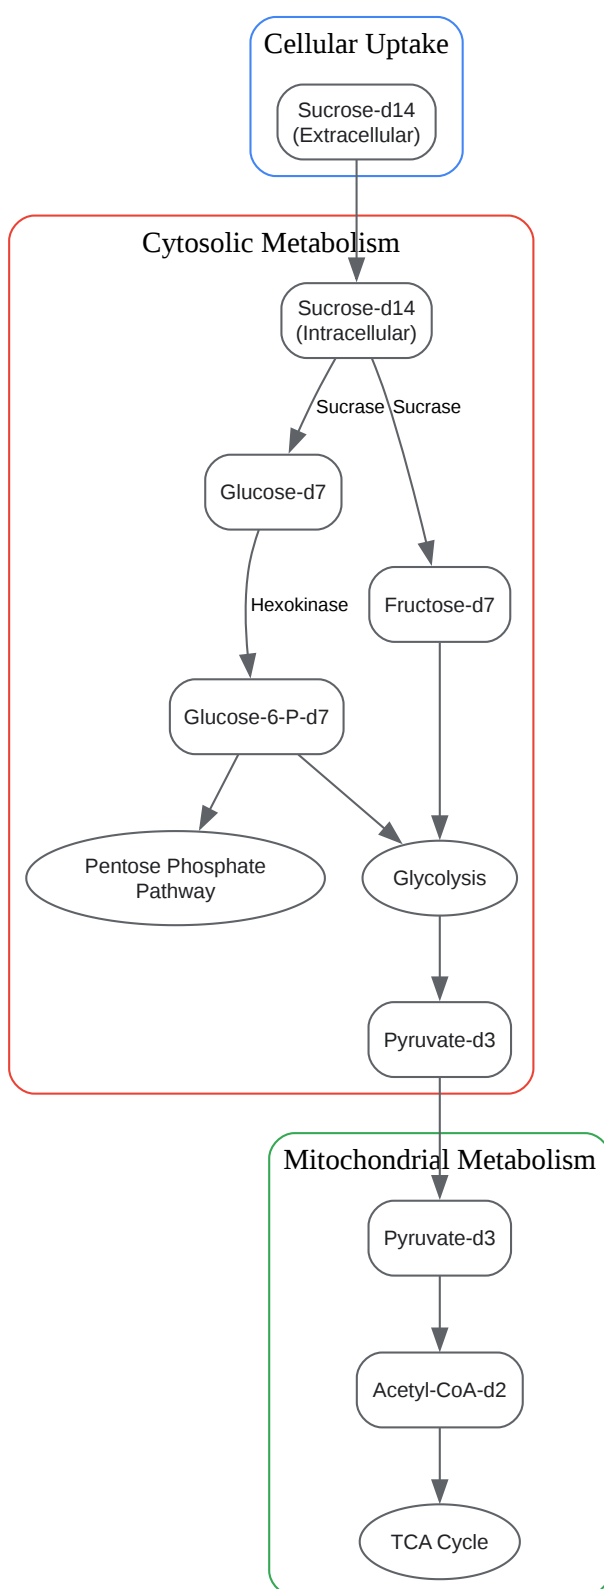 Cellular Uptake
Sucrose-d14
(Extracellular)
Cytosolic Metabolism
Sucrose-d14
(Intracellular)
Sucrase
Sucrase
Glucose-d7
Hexokinase
Fructose-d7
Glucose-6-P-d7
Pentose Phosphate
Pathway
Glycolysis
Pyruvate-d3
Mitochondrial Metabolism
Pyruvate-d3
Acetyl-CoA-d2
TCA Cycle